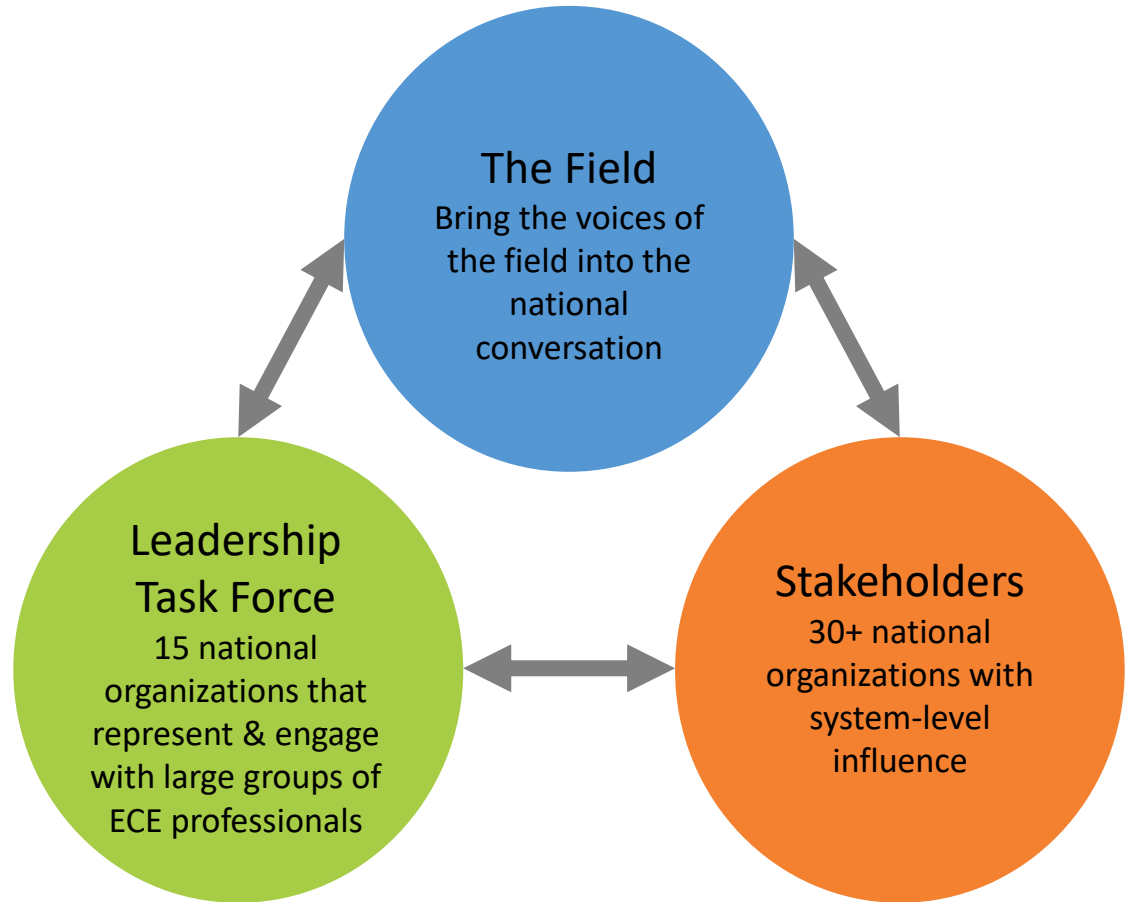 The Field
Bring the voices of
the field into the
national
conversation
Leadership
Task Force
15 national
organizations that
represent & engage
with large groups of
ECE professionals
Stakeholders
30+ national
organizations with
system-level
influence